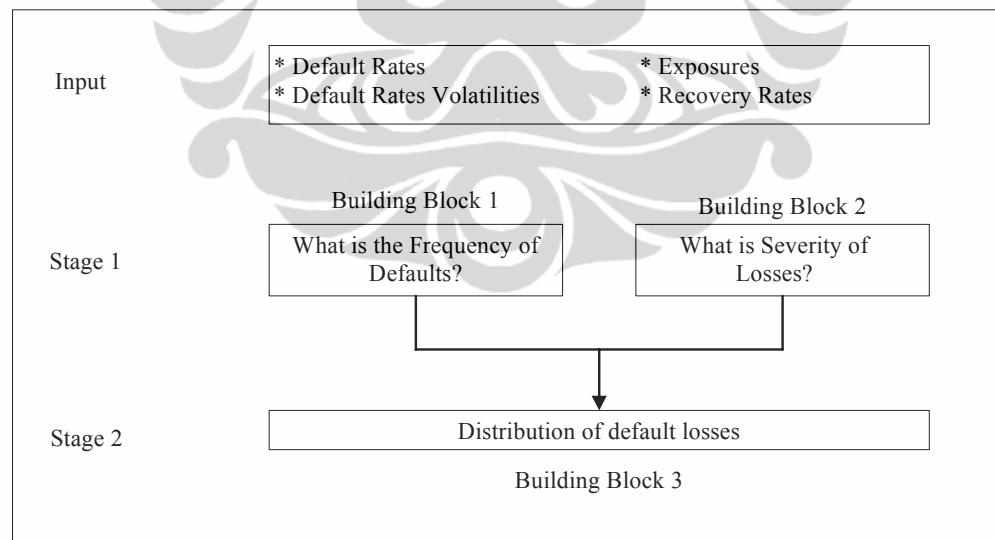 Input
* Default Rates
* Exposures
* Default Rates Volatilities
* Recovery Rates
Building Block 1
Building Block 2
Stage 1
What is the Frequency of
Defaults?
What is Severity of
Losses?
Stage 2
Distribution of default losses
Building Block 3